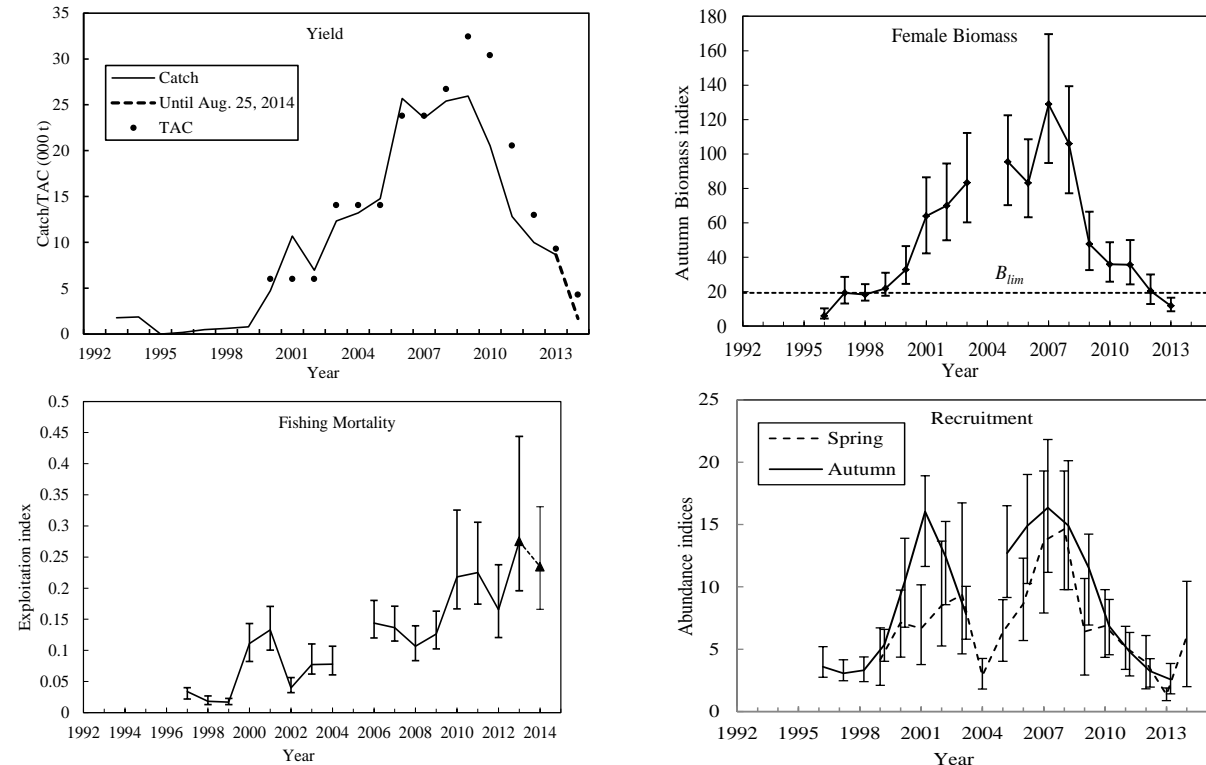 Yield
Catch
Until Aug. 25, 2014
TAC
Catch/TAC (000 t)
35
30
25
20
15
10
5
0
1992 1995 1998 2001 2004 2007 2010 2013
Year
Female Biomass
Autumn Biomass indiex
180
160
140
120
100
80
60
40
20
0
Blim
1992 1995 1998 2001 2004 2007 2010 2013
Year
Fishing Mortality
Exploitation index
0.5
0.45
0.4
0.35
0.3
0.25
0.2
0.15
0.1
0.05
0
1992 1994 1996 1998 2000 2002 2004 2006 2008 2010 2012 2014
Year
Recruitment
Spring
Autumn
Abundance indices
25
20
15
10
5
0
1992 1995 1998 2001 2004 2007 2010 2013
Year